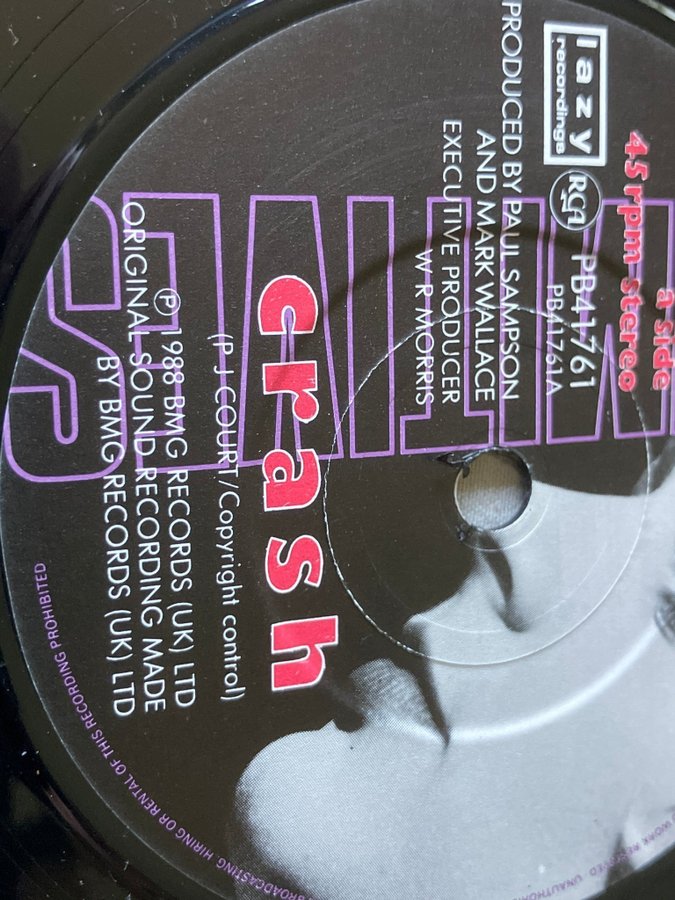 a side
45 rpm stereo
lazy
recordings
RCA
PB41761
PB41761A
PRODUCED BY PAUL SAMPSON
AND MARK WALLACE
EXECUTIVE PRODUCER
W R MORRIS
crash
(P J COURT/Copyright control)
℗ 1988 BMG RECORDS (UK) LTD
ORIGINAL SOUND RECORDING MADE
BY BMG RECORDS (UK) LTD
WORK RESERVED
BROADCASTING HIRING OR RENTAL OF THIS RECORDING PROHIBITED